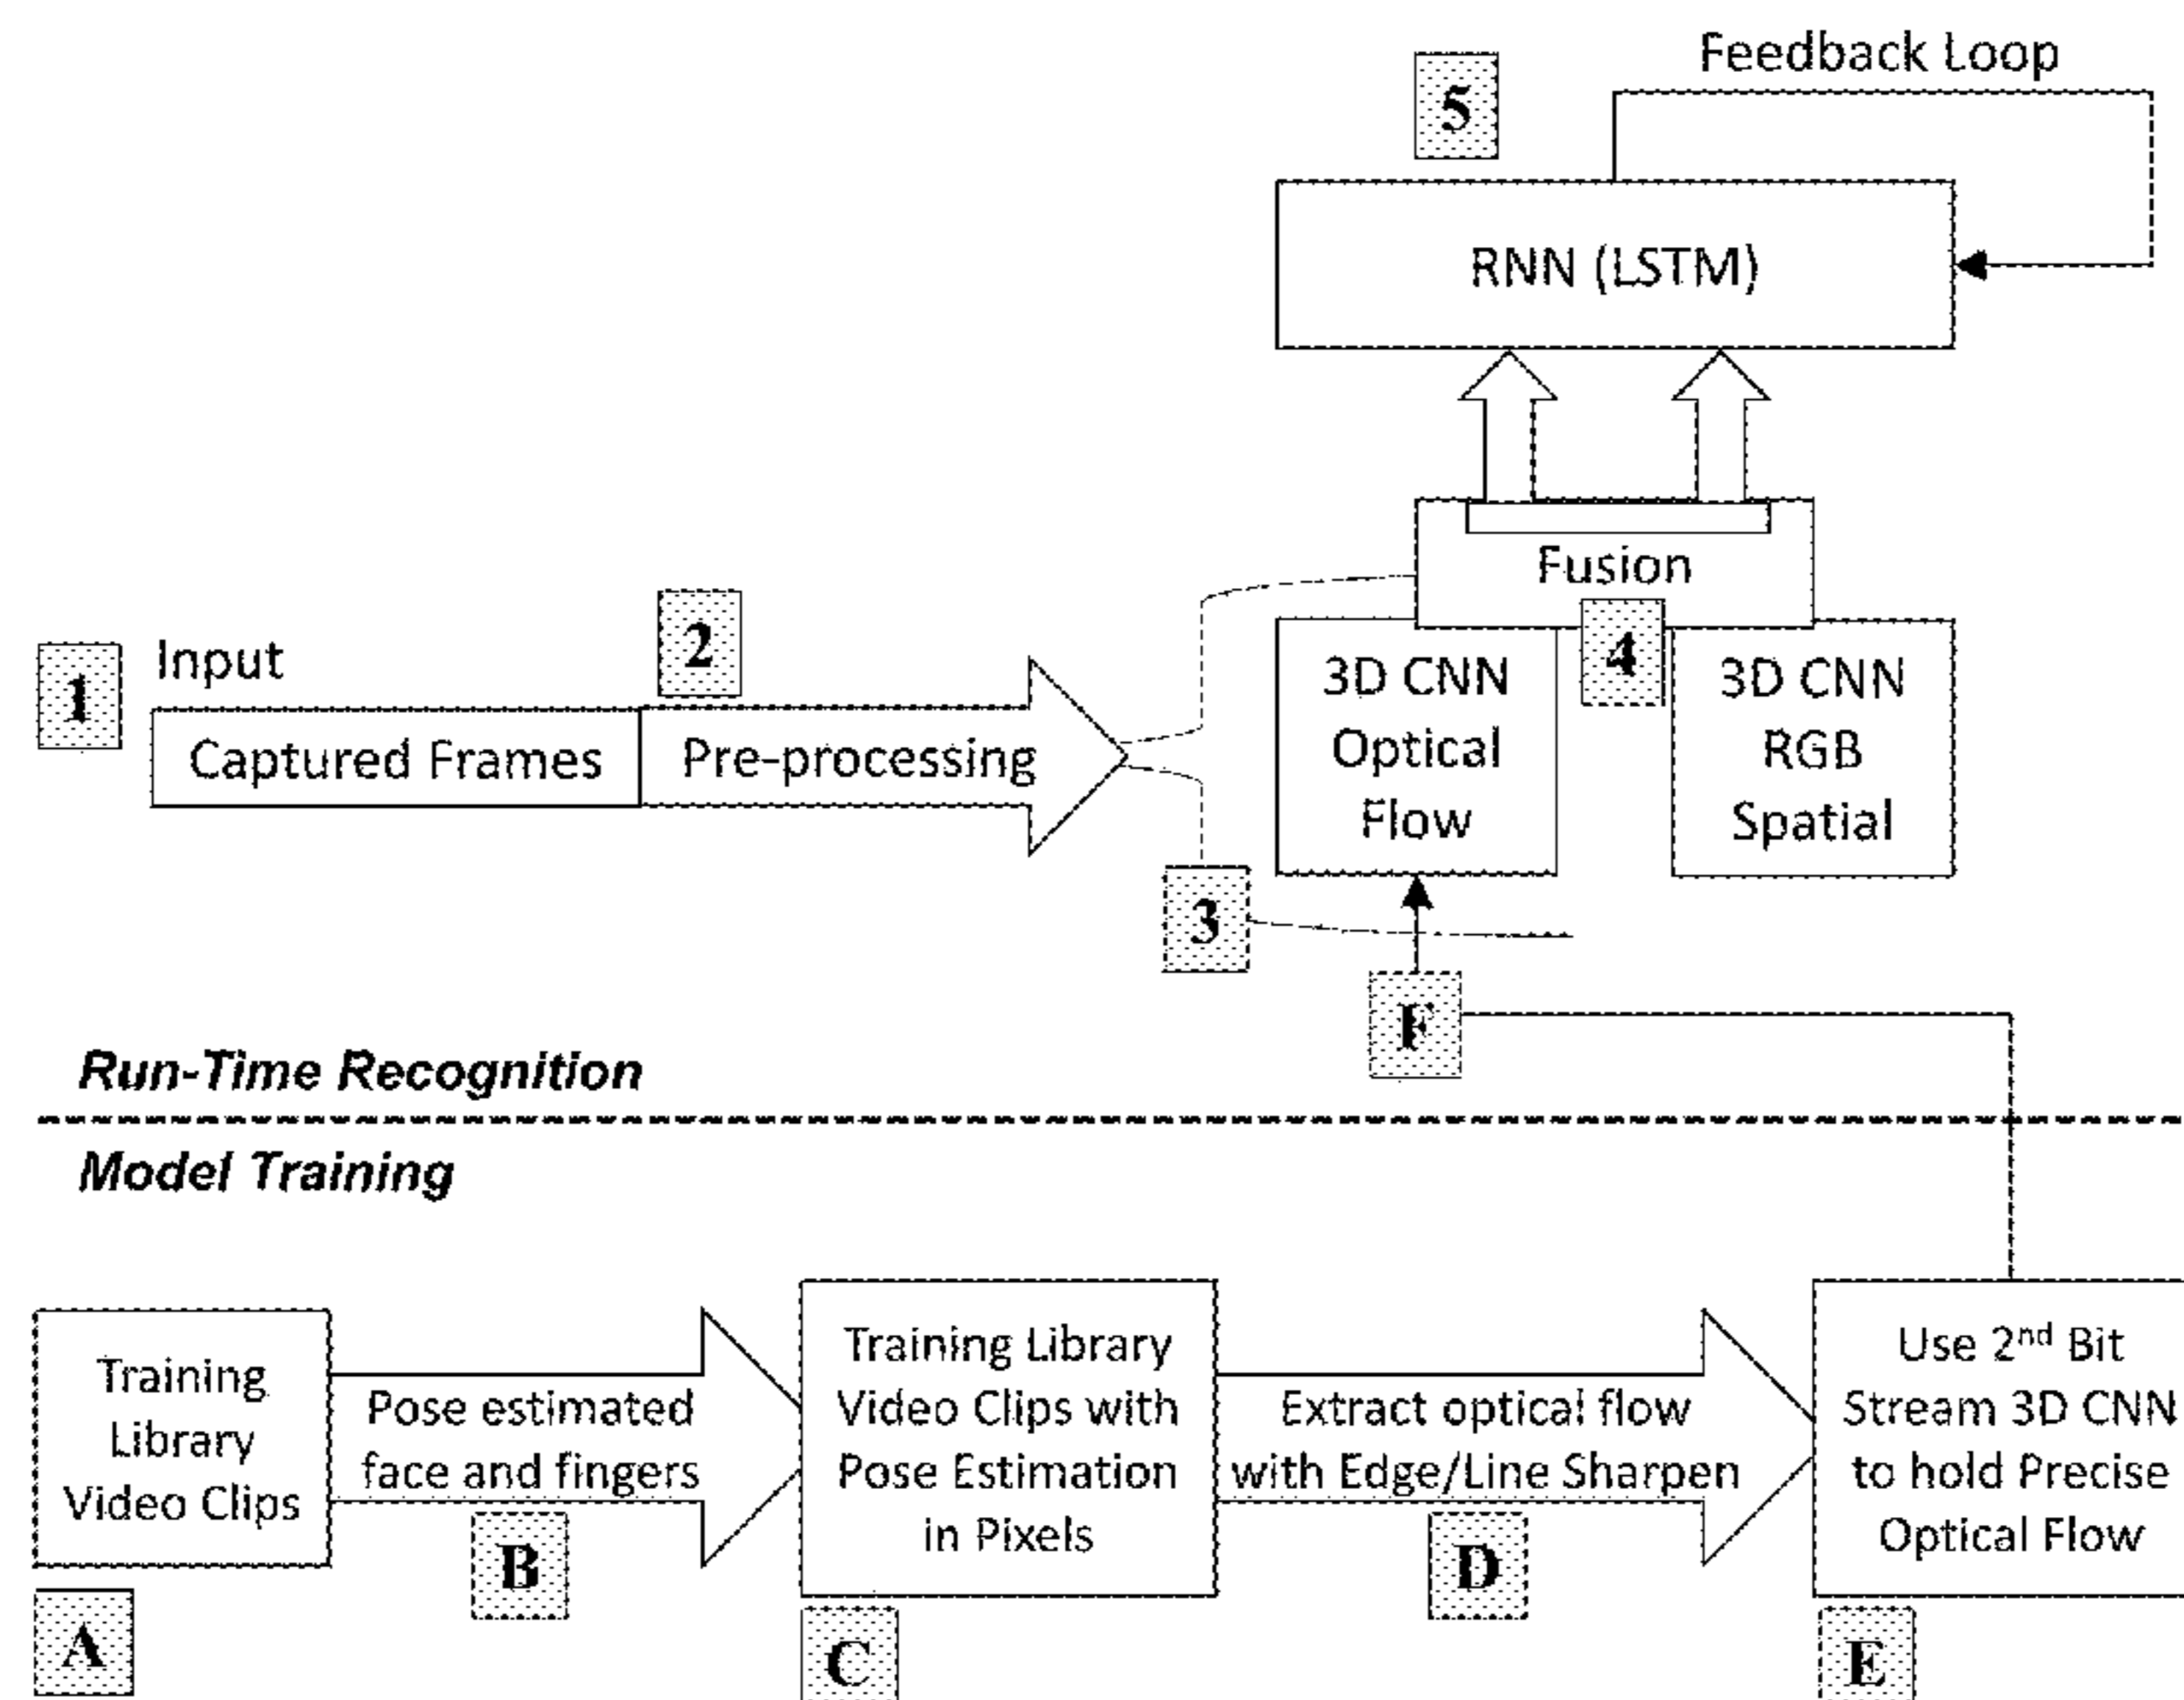 Feedback Loop
5
RNN (LSTM)
Fusion
4
2
1
Input
Captured Frames
Pre-processing
3D CNN
Optical
Flow
3D CNN
RGB
Spatial
3
F
Run-Time Recognition
Model Training
Training
Library
Video Clips
Pose estimated
face and fingers
Training Library
Video Clips with
Pose Estimation
in Pixels
Extract optical flow
with Edge/Line Sharpen
Use 2nd Bit
Stream 3D CNN
to hold Precise
Optical Flow
A
B
C
D
E